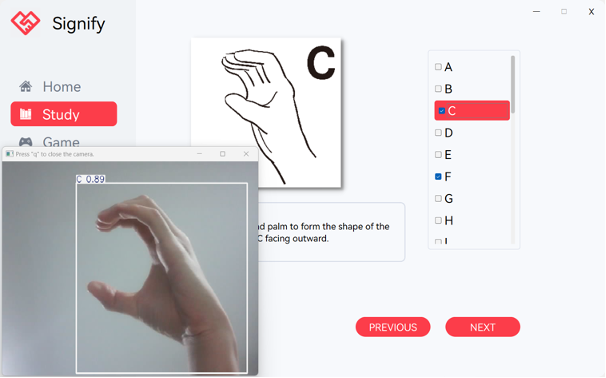 Signify
Home
Study
Game
Press "q" to close the camera.
C 0.89
C
nd palm to form the shape of the
C facing outward.
A
B
C
D
E
F
G
H
PREVIOUS
NEXT